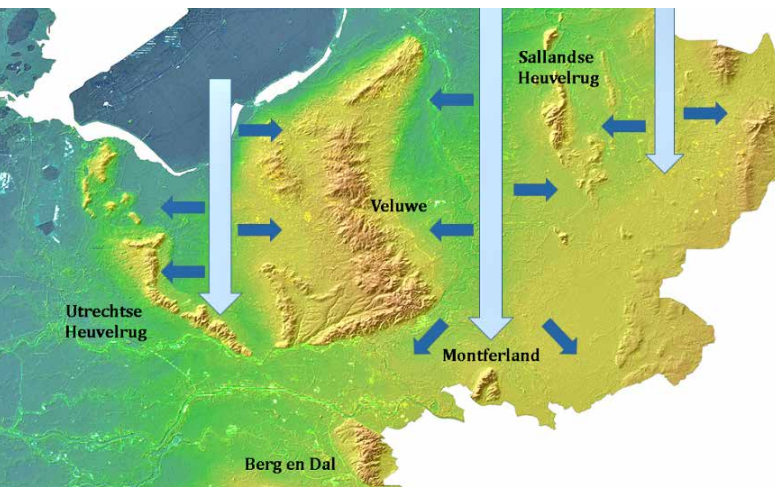 Sallandse
Heuvelrug
Veluwe
Utrechtse
Heuvelrug
Montferland
Berg en Dal